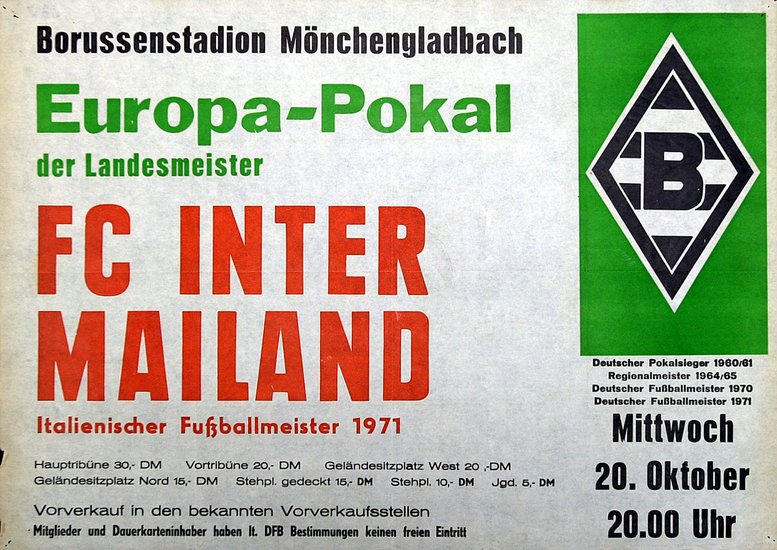 Borussenstadion Mönchengladbach
Europa-Pokal
der Landesmeister
FC INTER
MAILAND
Italienischer Fußballmeister 1971
Hauptribüne 30,- DM Vortribüne 20,- DM Geländesitzplatz West 20 ,-DM
Geländesitzplatz Nord 15,- DM Stehpl. gedeckt 15,- DM Stehpl. 10,- DM Jgd. 5,- DM
Vorverkauf in den bekannten Vorverkaufsstellen
Mitglieder und Dauerkarteninhaber haben lt. DFB Bestimmungen keinen freien Eintritt
B
Deutscher Pokalsieger 1960/61
Regionalmeister 1964/65
Deutscher Fußballmeister 1970
Deutscher Fußballmeister 1971
Mittwoch
20. Oktober
20.00 Uhr